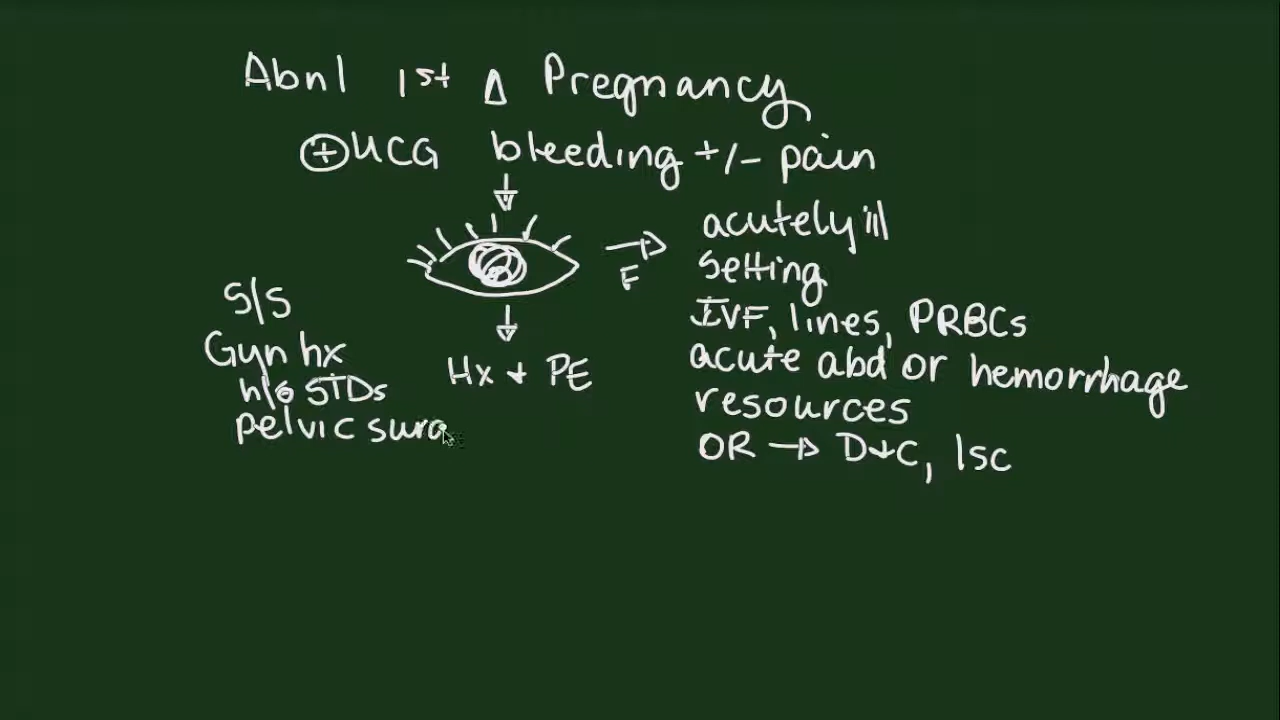 Abnl 1st Δ Pregnancy
⊕UCG bleeding +/- pain
acutely ill
F
setting
S/S
IVF, lines, PRBCs
Gyn hx
Hx + PE
acute abd or hemorrhage
h/o STDs
resources
pelvic surg
OR → D+C, lsc